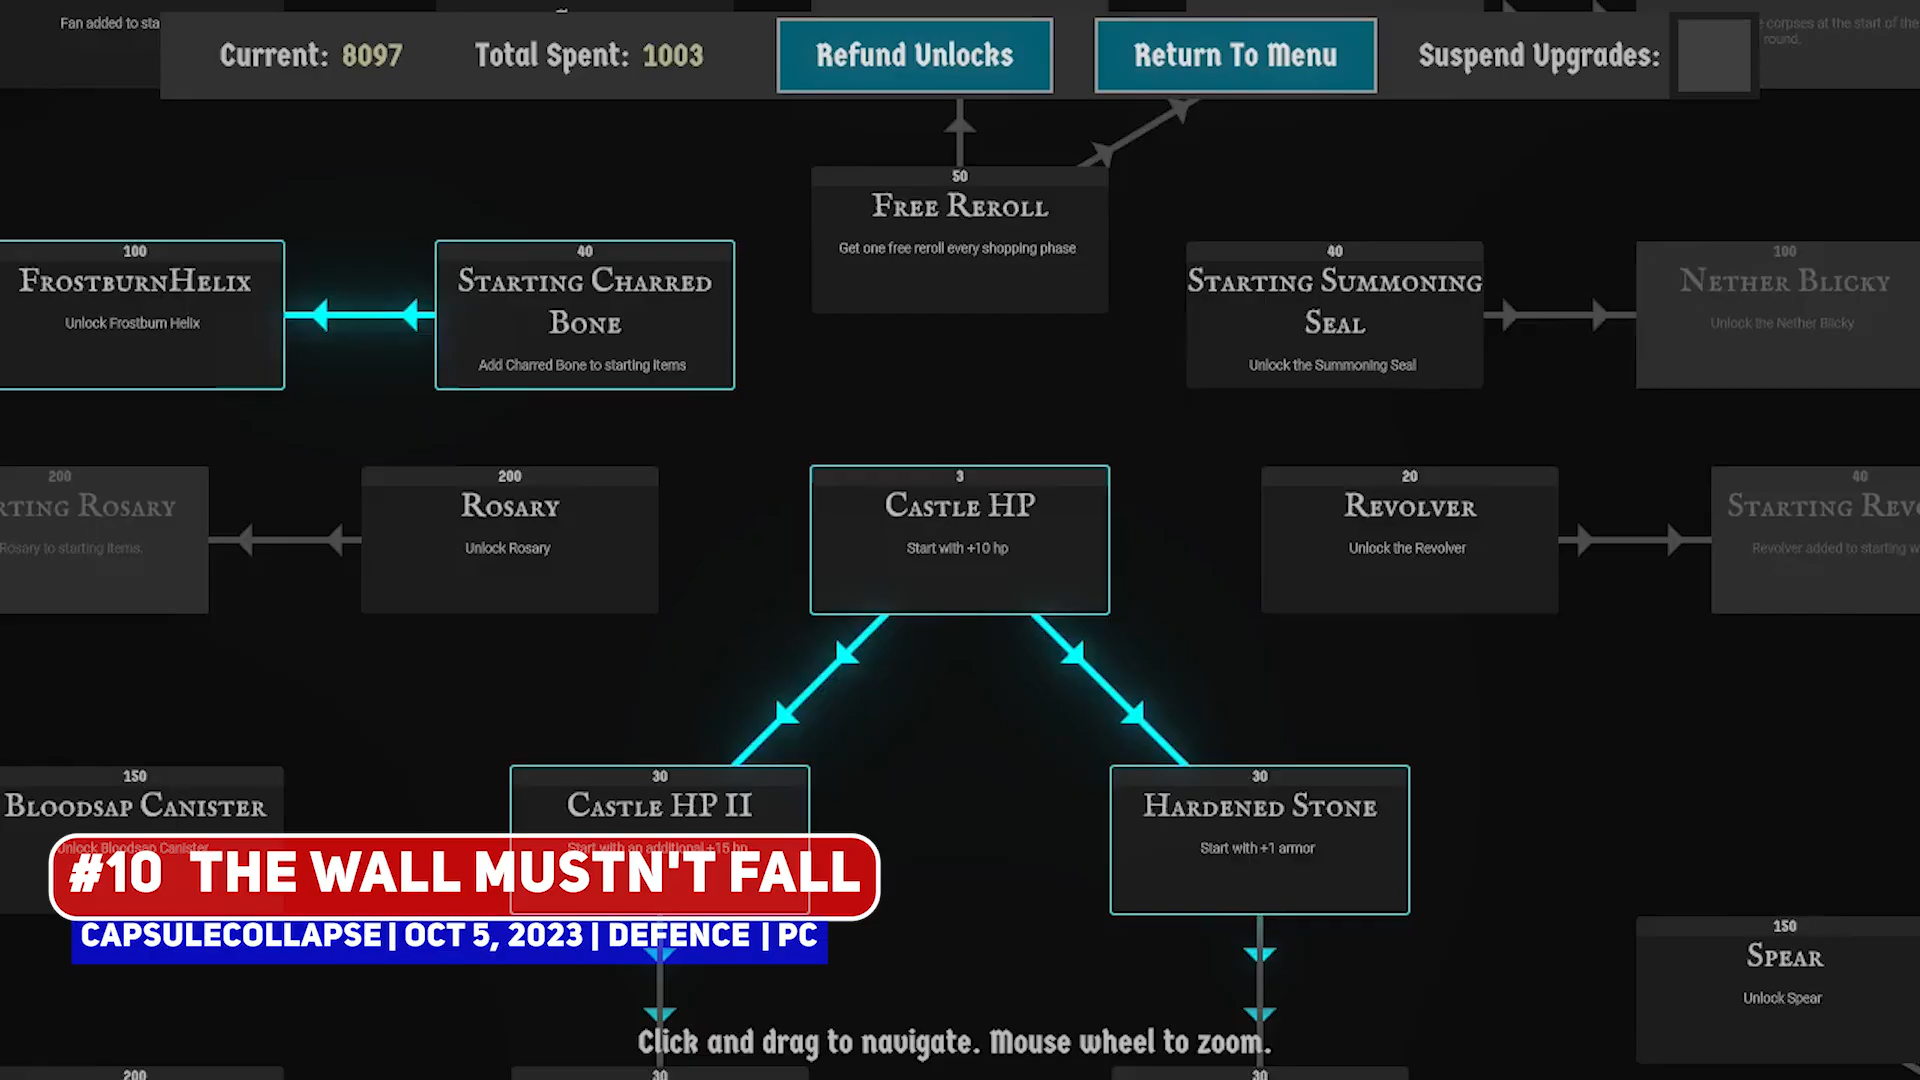 Fan added to sta
corpses at the start of the
round.
Current: 8097
Total Spent: 1003
Refund Unlocks
Return To Menu
Suspend Upgrades:
50
Free Reroll
Get one free reroll every shopping phase
100
FrostburnHelix
Unlock Frostburn Helix
40
Starting Charred
Bone
Add Charred Bone to starting items
40
Starting Summoning
Seal
Unlock the Summoning Seal
100
Nether Blicky
Unlock the Nether Blicky
200
rting Rosary
Rosary to starting items.
200
Rosary
Unlock Rosary
3
Castle HP
Start with +10 hp
20
Revolver
Unlock the Revolver
40
Starting Revo
Revolver added to starting w
150
Bloodsap Canister
Unlock Bloodsap Canister
30
Castle HP II
Start with an additional +15 hp
30
Hardened Stone
Start with +1 armor
#10 THE WALL MUSTN'T FALL
CAPSULECOLLAPSE | OCT 5, 2023 | DEFENCE | PC
150
Spear
Unlock Spear
Click and drag to navigate. Mouse wheel to zoom.
200
30
30